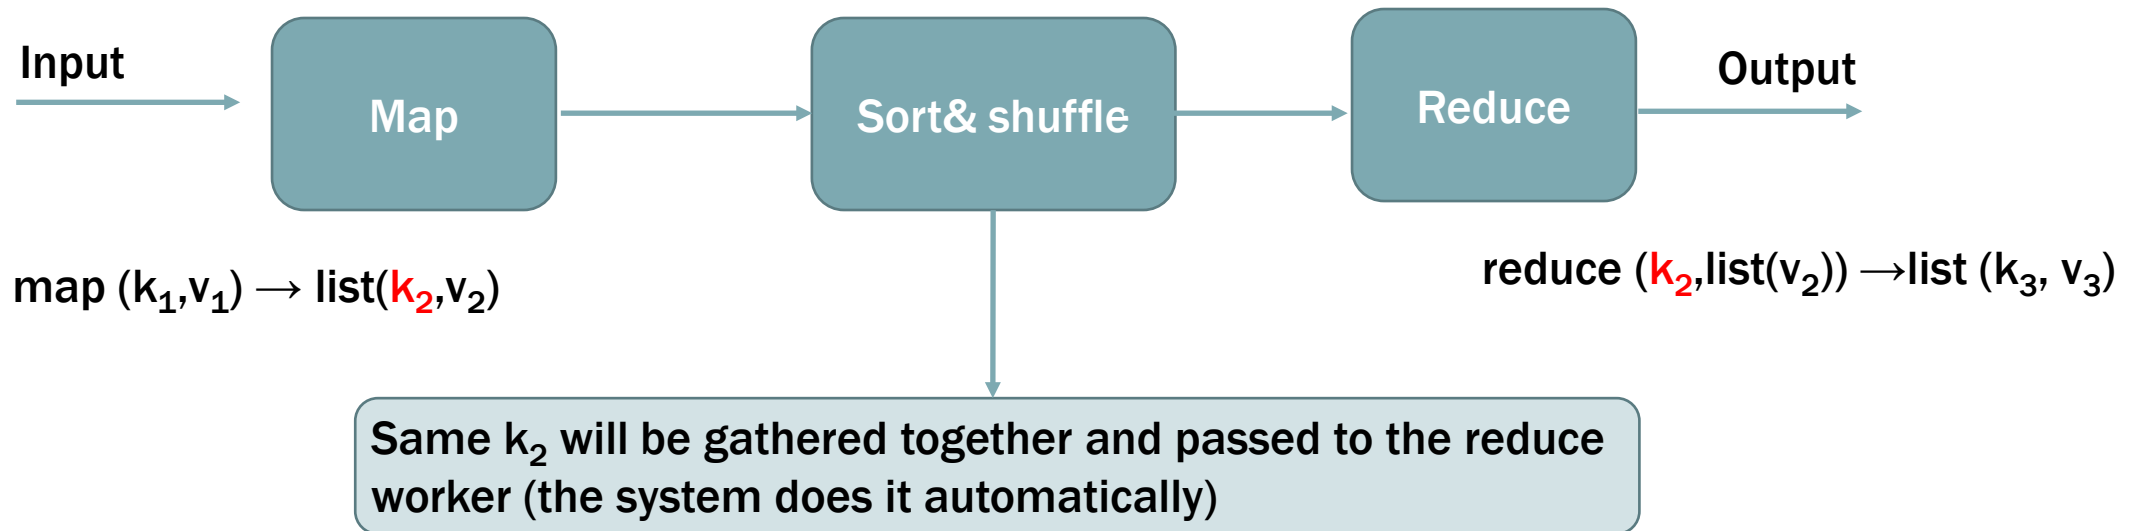 Input
Map
Sort& shuffle
Reduce
Output
map (k₁,v₁) → list(k₂,v₂)
reduce (k₂,list(v₂)) →list (k₃, v₃)
Same k₂ will be gathered together and passed to the reduce
worker (the system does it automatically)